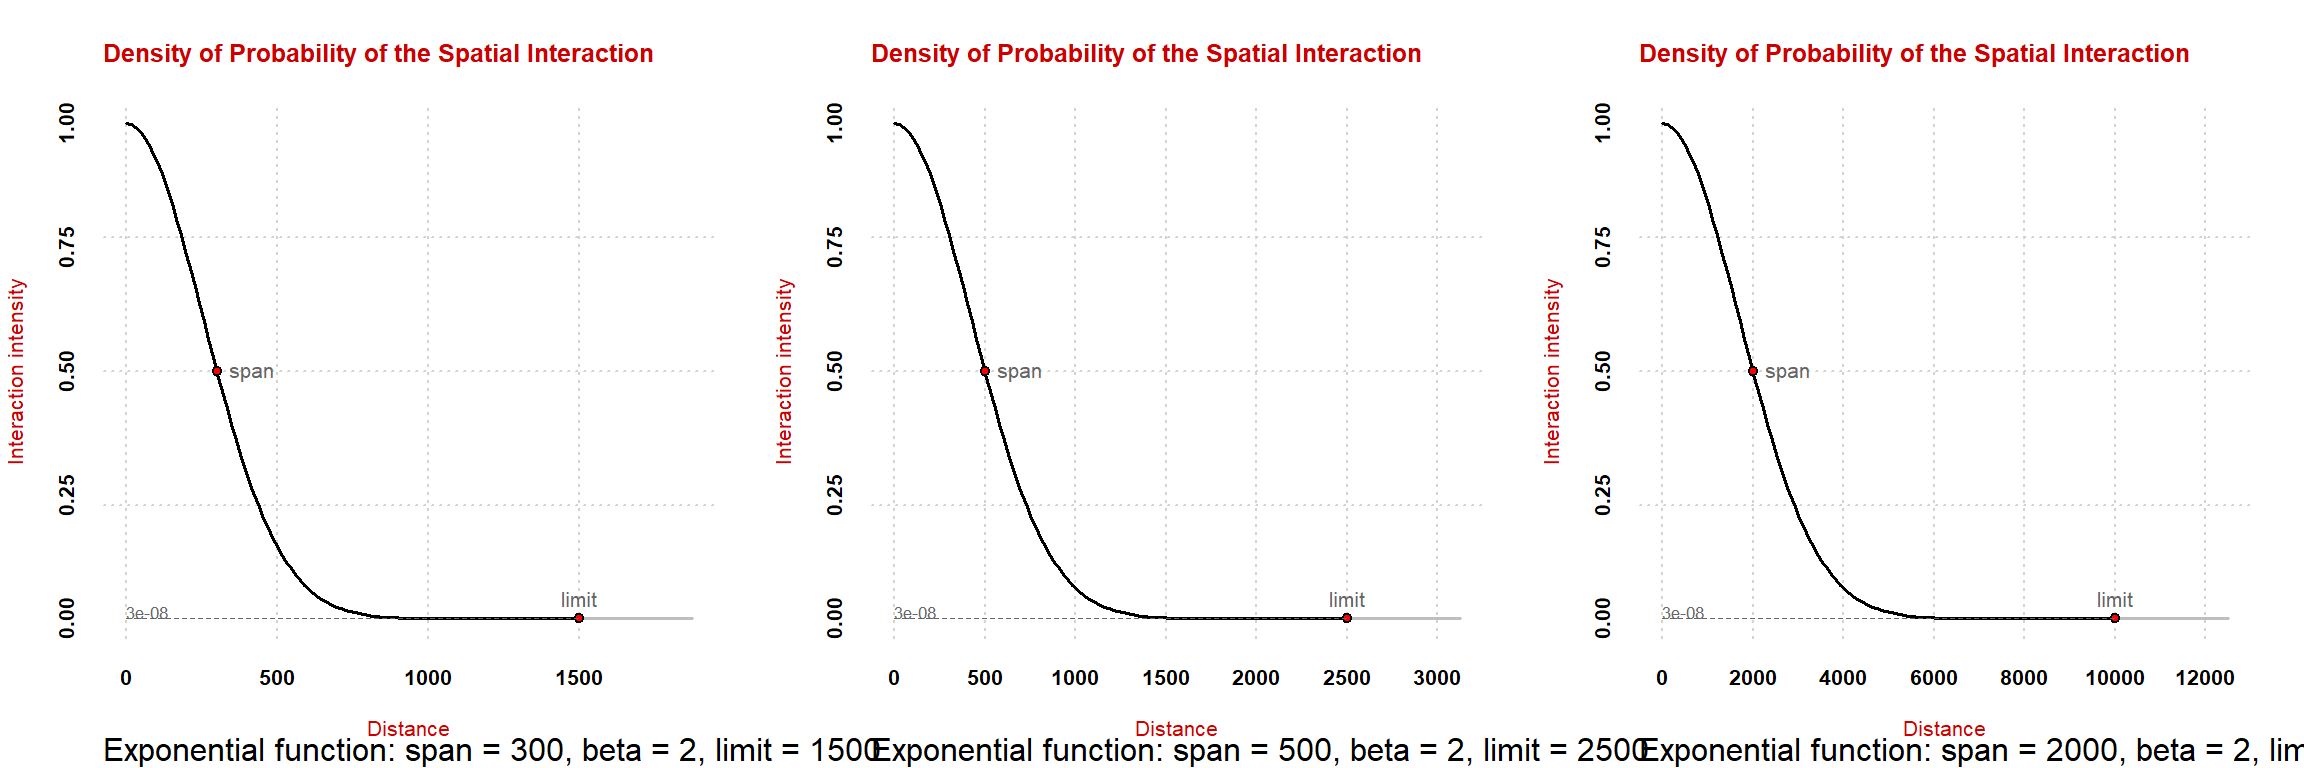 Density of Probability of the Spatial Interaction
Interaction intensity
1.00
0.75
0.50
0.25
0.00
span
limit
3e-08
0 500 1000 1500
Distance
Exponential function: span = 300, beta = 2, limit = 1500
Density of Probability of the Spatial Interaction
Interaction intensity
1.00
0.75
0.50
0.25
0.00
span
limit
3e-08
0 500 1000 1500 2000 2500 3000
Distance
Exponential function: span = 500, beta = 2, limit = 2500
Density of Probability of the Spatial Interaction
Interaction intensity
1.00
0.75
0.50
0.25
0.00
span
limit
3e-08
0 2000 4000 6000 8000 10000 12000
Distance
Exponential function: span = 2000, beta = 2, lim